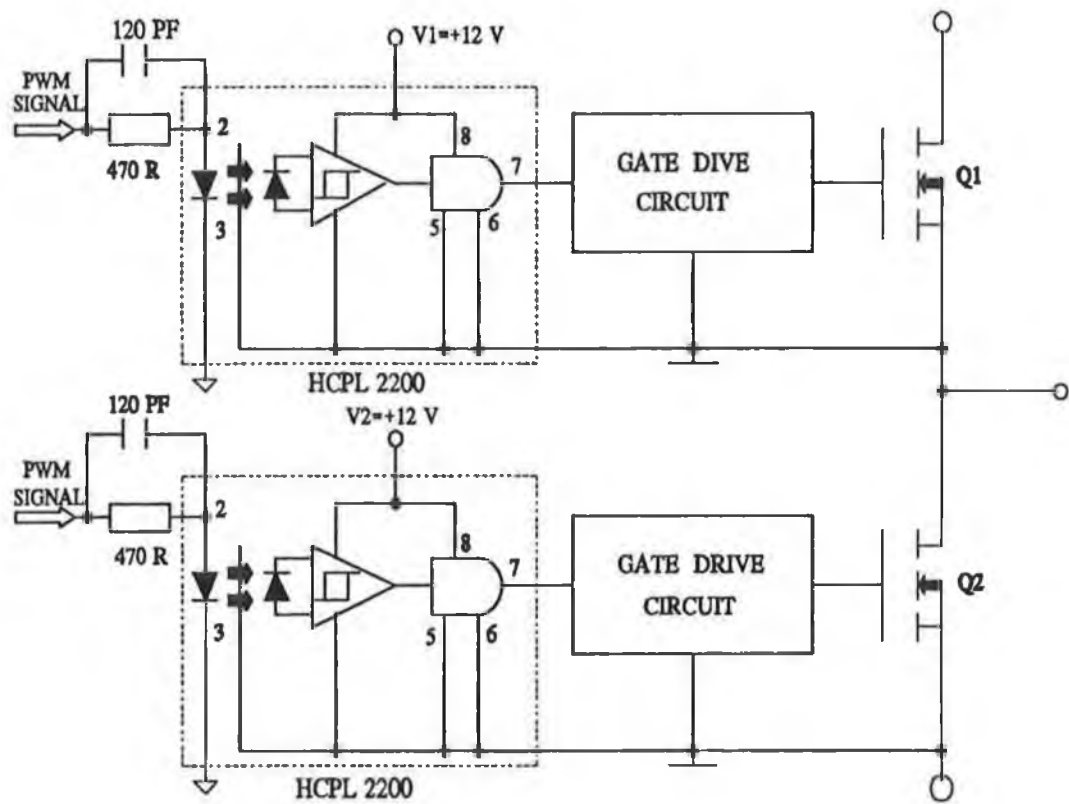 120 PF
V1=+12 V
PWM
SIGNAL
2
8
470 R
7
GATE DIVE
CIRCUIT
Q1
3
5
6
HCPL 2200
120 PF
V2=+12 V
PWM
SIGNAL
2
8
470 R
7
GATE DRIVE
CIRCUIT
Q2
3
5
6
HCPL 2200